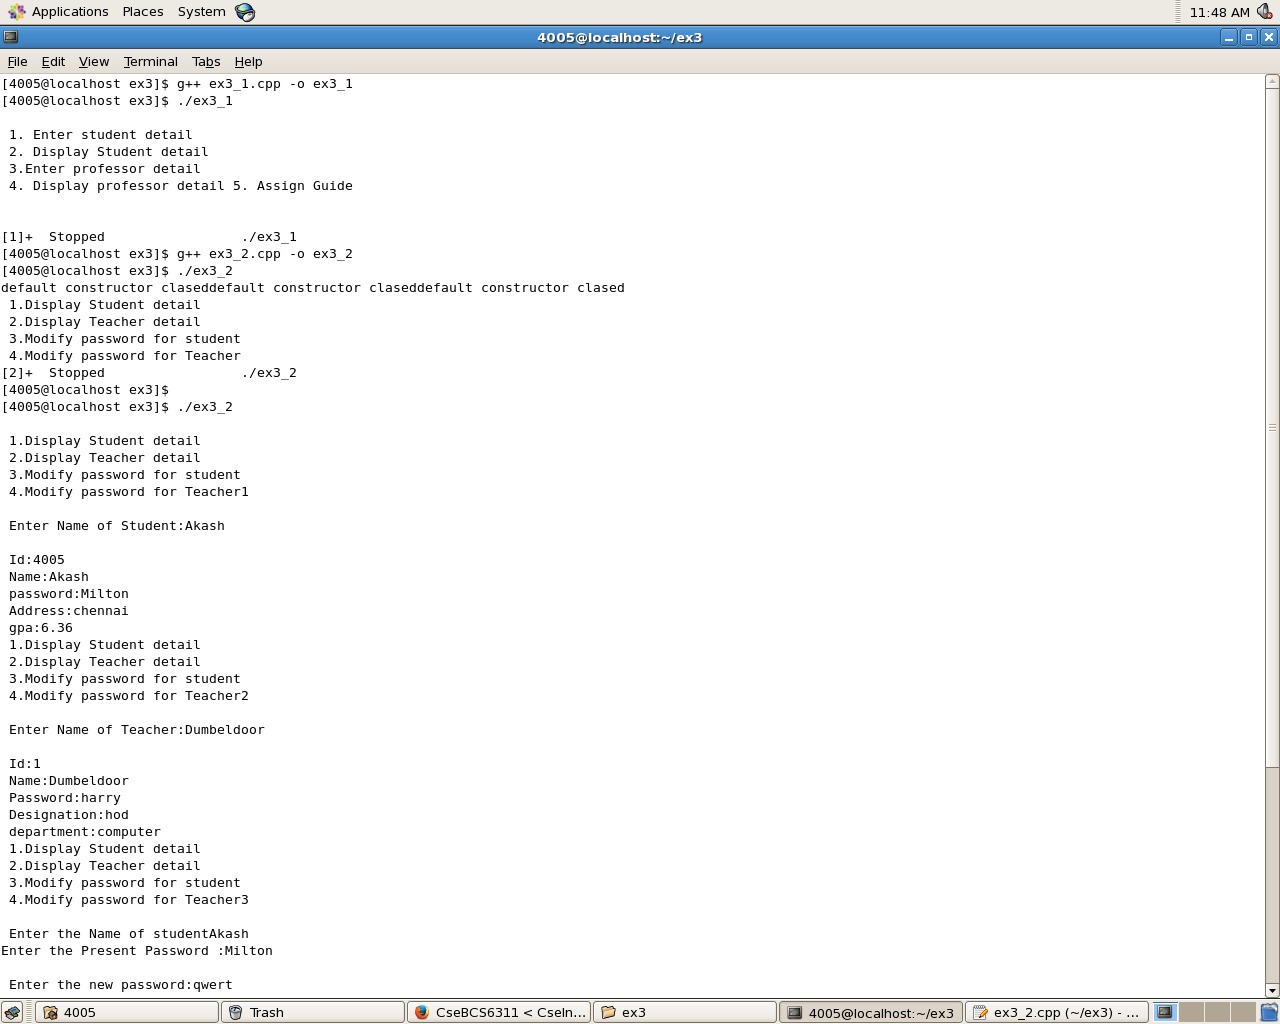 Applications Places System 11:48 AM
4005@localhost:~/ex3
File Edit View Terminal Tabs Help
[4005@localhost ex3]$ g++ ex3_1.cpp -o ex3_1
[4005@localhost ex3]$ ./ex3_1
1. Enter student detail
2. Display Student detail
3.Enter professor detail
4. Display professor detail 5. Assign Guide
[1]+  Stopped                 ./ex3_1
[4005@localhost ex3]$ g++ ex3_2.cpp -o ex3_2
[4005@localhost ex3]$ ./ex3_2
default constructor claseddefault constructor claseddefault constructor clased
1.Display Student detail
2.Display Teacher detail
3.Modify password for student
4.Modify password for Teacher
[2]+  Stopped                 ./ex3_2
[4005@localhost ex3]$
[4005@localhost ex3]$ ./ex3_2
1.Display Student detail
2.Display Teacher detail
3.Modify password for student
4.Modify password for Teacher1
Enter Name of Student:Akash
Id:4005
Name:Akash
password:Milton
Address:chennai
gpa:6.36
1.Display Student detail
2.Display Teacher detail
3.Modify password for student
4.Modify password for Teacher2
Enter Name of Teacher:Dumbeldoor
Id:1
Name:Dumbeldoor
Password:harry
Designation:hod
department:computer
1.Display Student detail
2.Display Teacher detail
3.Modify password for student
4.Modify password for Teacher3
Enter the Name of studentAkash
Enter the Present Password :Milton
Enter the new password:qwert
4005 Trash CseBCS6311 < CseIn... ex3 4005@localhost:~/ex3 ex3_2.cpp (~/ex3) - ...